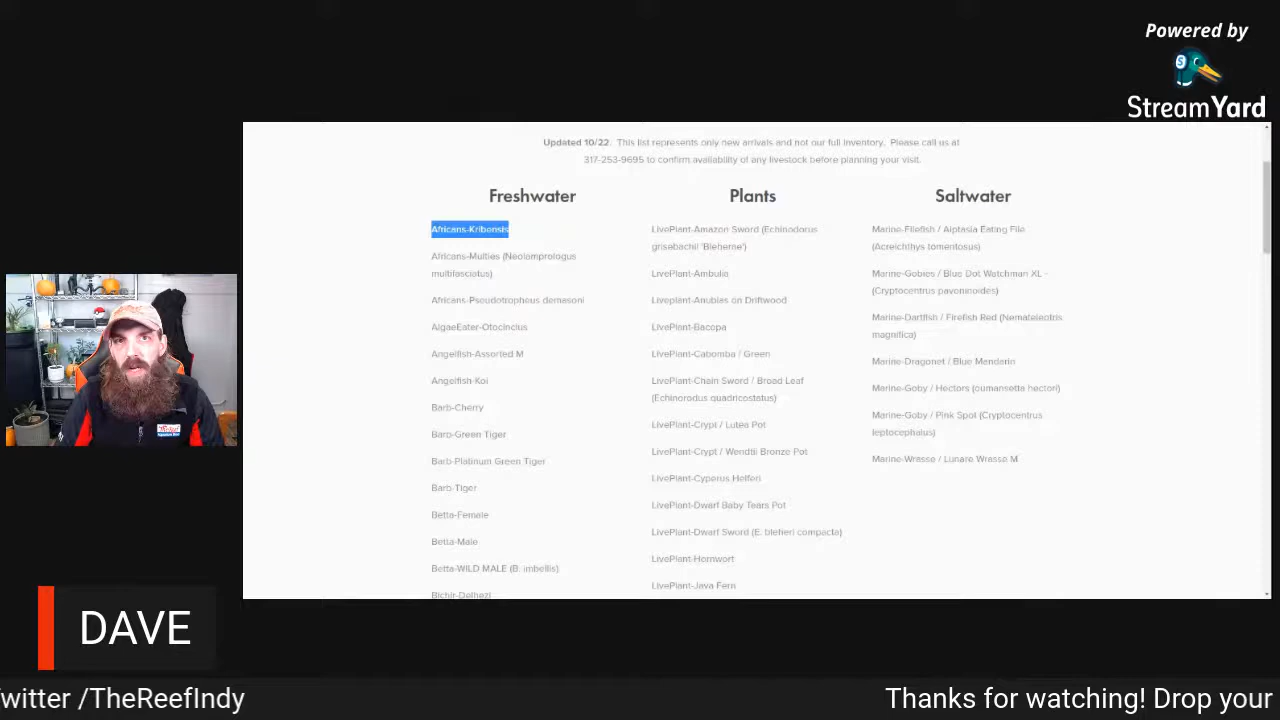 Powered by
StreamYard
Updated 10/22. This list represents only new arrivals and not our full inventory. Please call us at
317-253-9695 to confirm availability of any livestock before planning your visit.
Freshwater
Africans-Kribensis
Africans-Multies (Neolamprologus
multifasciatus)
Africans-Pseudotropheus demasoni
AlgaeEater-Otocinclus
Angelfish-Assorted M
Angelfish-Koi
Barb-Cherry
Barb-Green Tiger
Barb-Platinum Green Tiger
Barb-Tiger
Betta-Female
Betta-Male
Betta-WILD MALE (B. imbellis)
Bichir-Delhezi
Plants
LivePlant-Amazon Sword (Echinodorus
grisebachii 'Bleherae')
LivePlant-Ambulia
Liveplant-Anubias on Driftwood
LivePlant-Bacopa
LivePlant-Cabomba / Green
LivePlant-Chain Sword / Broad Leaf
(Echinorodus quadricostatus)
LivePlant-Crypt / Lutea Pot
LivePlant-Crypt / Wendtii Bronze Pot
LivePlant-Cyperus Helferi
LivePlant-Dwarf Baby Tears Pot
LivePlant-Dwarf Sword (E. bleheri compacta)
LivePlant-Hornwort
LivePlant-Java Fern
Saltwater
Marine-Filefish / Aiptasia Eating File
(Acreichthys tomentosus)
Marine-Gobies / Blue Dot Watchman XL -
(Cryptocentrus pavoninoides)
Marine-Dartfish / Firefish Red (Nemateleotris
magnifica)
Marine-Dragonet / Blue Mandarin
Marine-Goby / Hectors (oumansetta hectori)
Marine-Goby / Pink Spot (Cryptocentrus
leptocephalus)
Marine-Wrasse / Lunare Wrasse M
DAVE
witter /TheReefIndy
Thanks for watching! Drop your